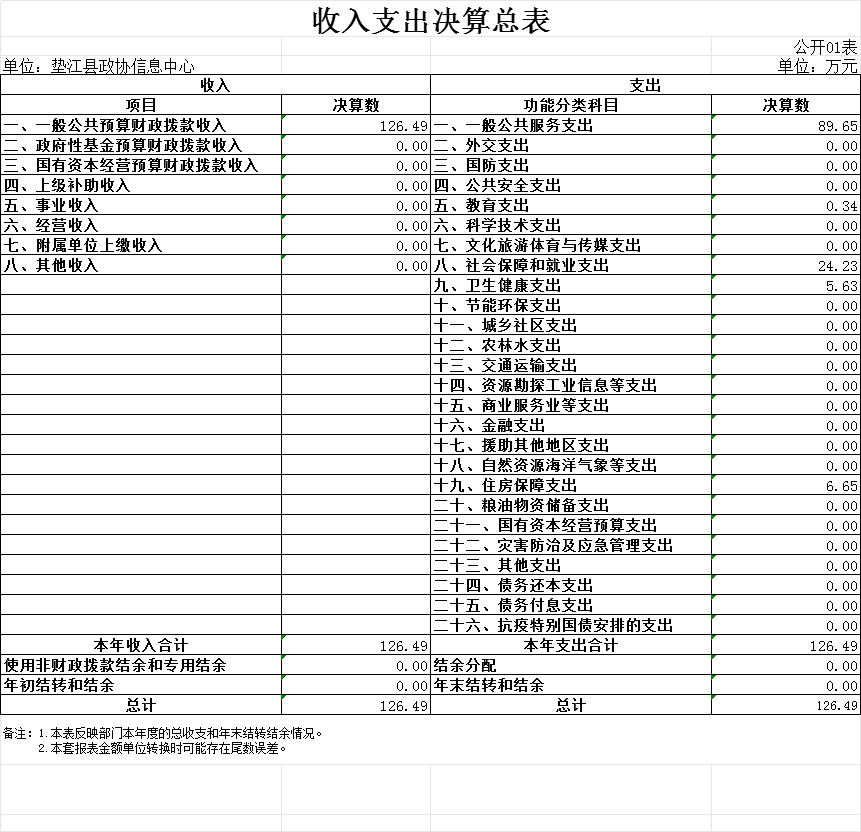 收入支出决算总表
公开01表
单位：垫江县政协信息中心 单位：万元
收入 支出
项目 决算数 功能分类科目 决算数
一、一般公共预算财政拨款收入 126.49 一、一般公共服务支出 89.65
二、政府性基金预算财政拨款收入 0.00 二、外交支出 0.00
三、国有资本经营预算财政拨款收入 0.00 三、国防支出 0.00
四、上级补助收入 0.00 四、公共安全支出 0.00
五、事业收入 0.00 五、教育支出 0.34
六、经营收入 0.00 六、科学技术支出 0.00
七、附属单位上缴收入 0.00 七、文化旅游体育与传媒支出 0.00
八、其他收入 0.00 八、社会保障和就业支出 24.23
九、卫生健康支出 5.63
十、节能环保支出 0.00
十一、城乡社区支出 0.00
十二、农林水支出 0.00
十三、交通运输支出 0.00
十四、资源勘探工业信息等支出 0.00
十五、商业服务业等支出 0.00
十六、金融支出 0.00
十七、援助其他地区支出 0.00
十八、自然资源海洋气象等支出 0.00
十九、住房保障支出 6.65
二十、粮油物资储备支出 0.00
二十一、国有资本经营预算支出 0.00
二十二、灾害防治及应急管理支出 0.00
二十三、其他支出 0.00
二十四、债务还本支出 0.00
二十五、债务付息支出 0.00
二十六、抗疫特别国债安排的支出 0.00
本年收入合计 126.49 本年支出合计 126.49
使用非财政拨款结余和专用结余 0.00 结余分配 0.00
年初结转和结余 0.00 年末结转和结余 0.00
总计 126.49 总计 126.49
备注：1.本表反映部门本年度的总收支和年末结转结余情况。
2.本套报表金额单位转换时可能存在尾数误差。